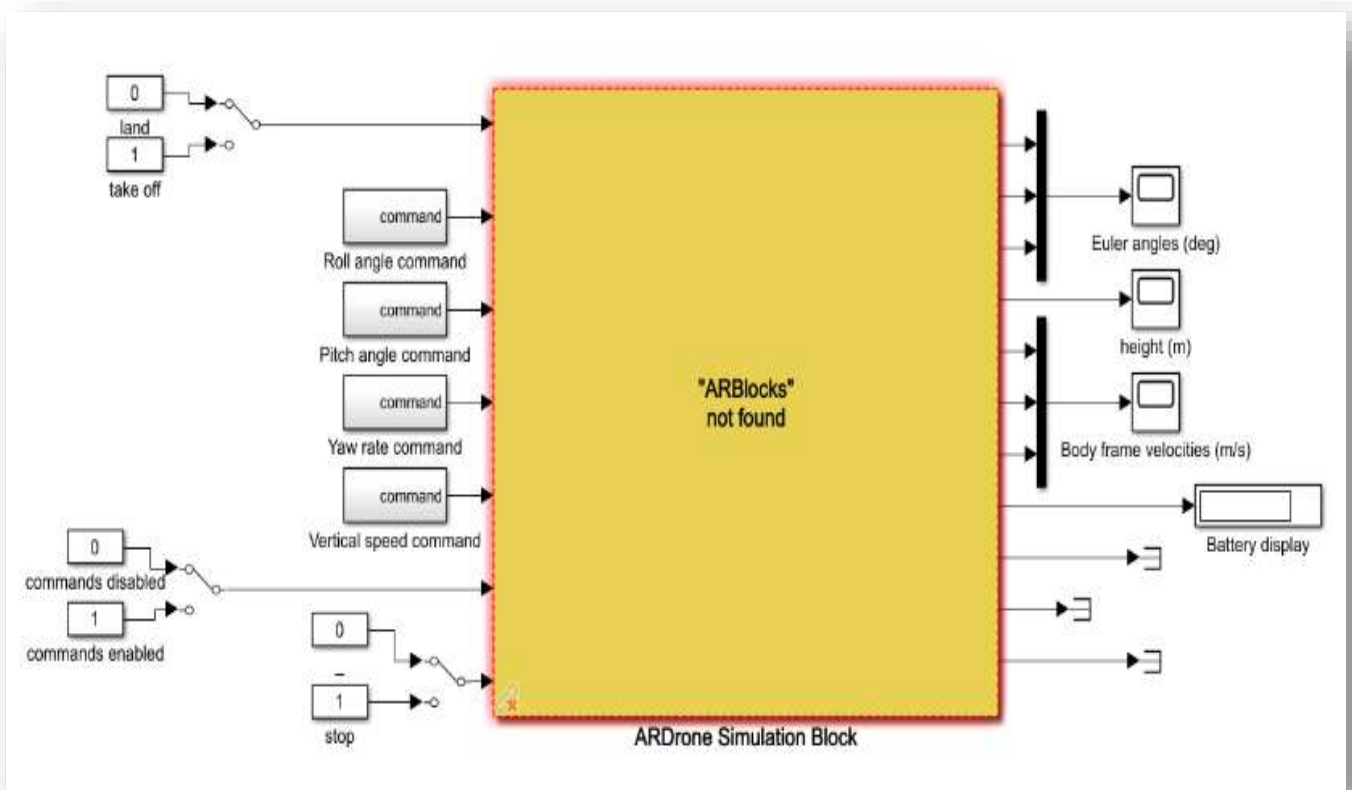 0
land
1
take off
command
Roll angle command
command
Pitch angle command
command
Yaw rate command
command
Vertical speed command
0
commands disabled
1
commands enabled
0
_
1
stop
"ARBlocks"
not found
ARDrone Simulation Block
Euler angles (deg)
height (m)
Body frame velocities (m/s)
Battery display